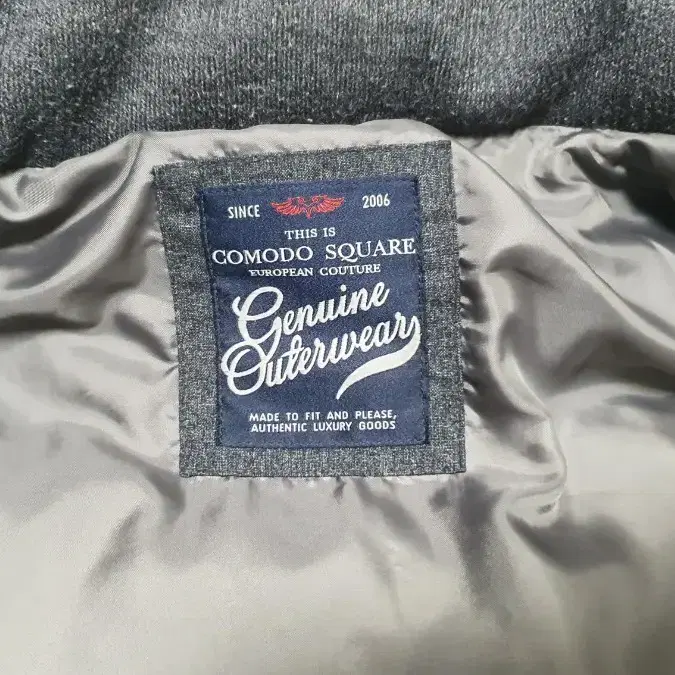 SINCE 2006
THIS IS
COMODO SQUARE
EUROPEAN COUTURE
Genuine
Outerwear
MADE TO FIT AND PLEASE,
AUTHENTIC LUXURY GOODS